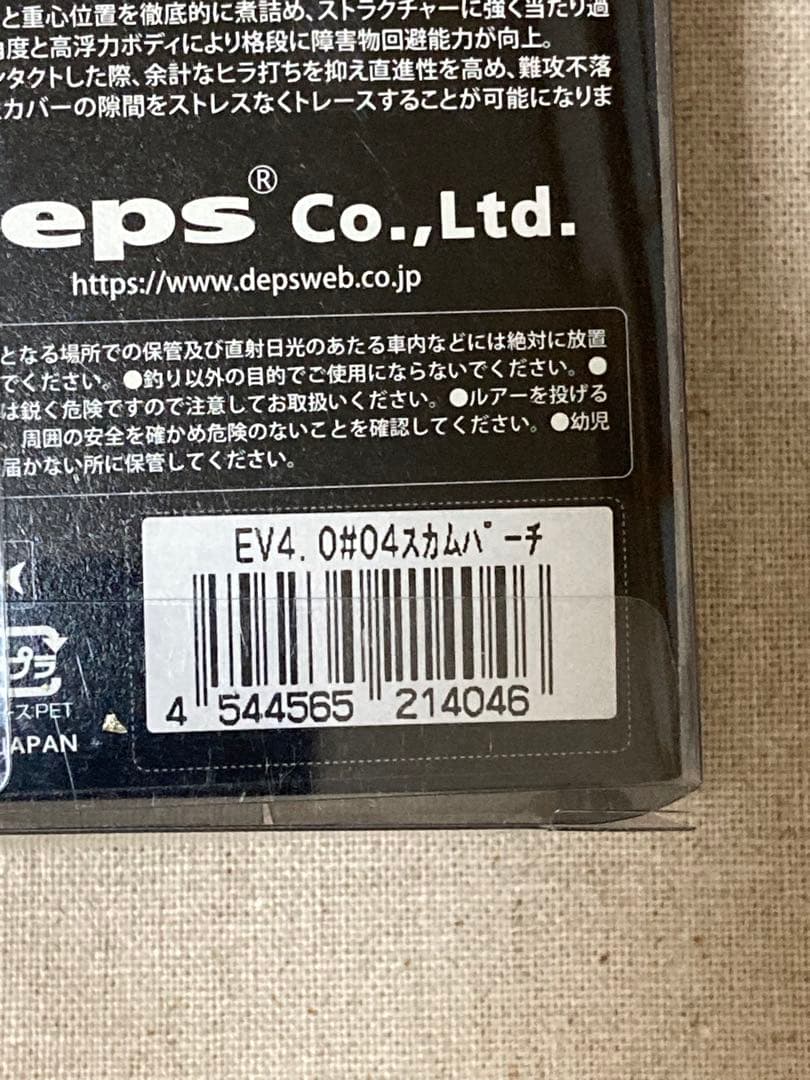 と重心位置を徹底的に煮詰め、ストラクチャーに強く当たり過
角度と高浮力ボディにより格段に障害物回避能力が向上。
ンタクトした際、余計なヒラ打ちを抑え直進性を高め、難攻不落
カバーの隙間をストレスなくトレースすることが可能になりま
eps® Co.,Ltd.
https://www.depsweb.co.jp
となる場所での保管及び直射日光のあたる車内などには絶対に放置
でください。●釣り以外の目的でご使用にならないでください。●
は鋭く危険ですので注意してお取扱いください。●ルアーを投げる
周囲の安全を確かめ危険のないことを確認してください。●幼児
届かない所に保管してください。
EV4.0#04スカムパーチ
4 544565 214046
プラ
ースPET
JAPAN